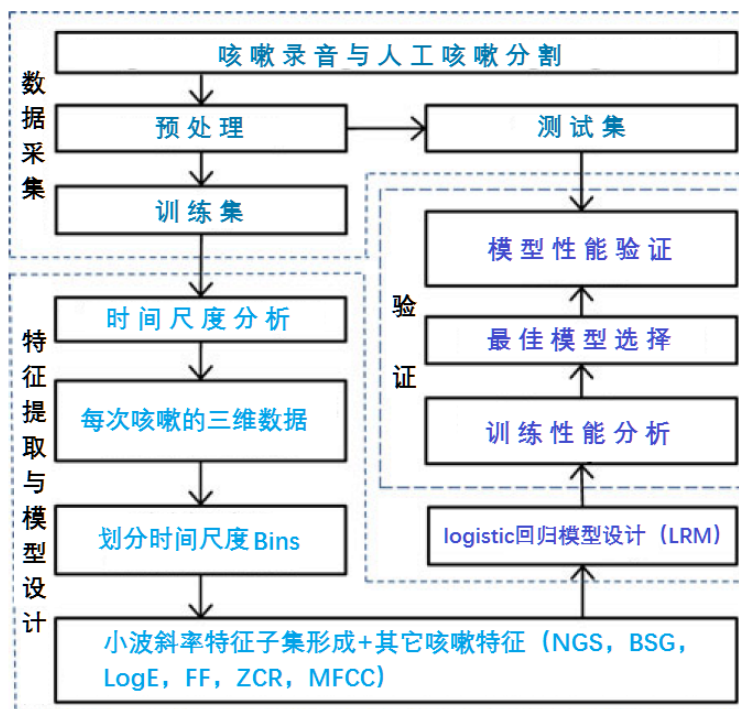 咳嗽录音与人工咳嗽分割
数据采集
预处理
测试集
训练集
时间尺度分析
每次咳嗽的三维数据
划分时间尺度Bins
特征提取与模型设计
小波斜率特征子集形成+其它咳嗽特征（NGS，BSG，
LogE，FF，ZCR，MFCC）
logistic回归模型设计（LRM）
训练性能分析
最佳模型选择
模型性能验证
验证